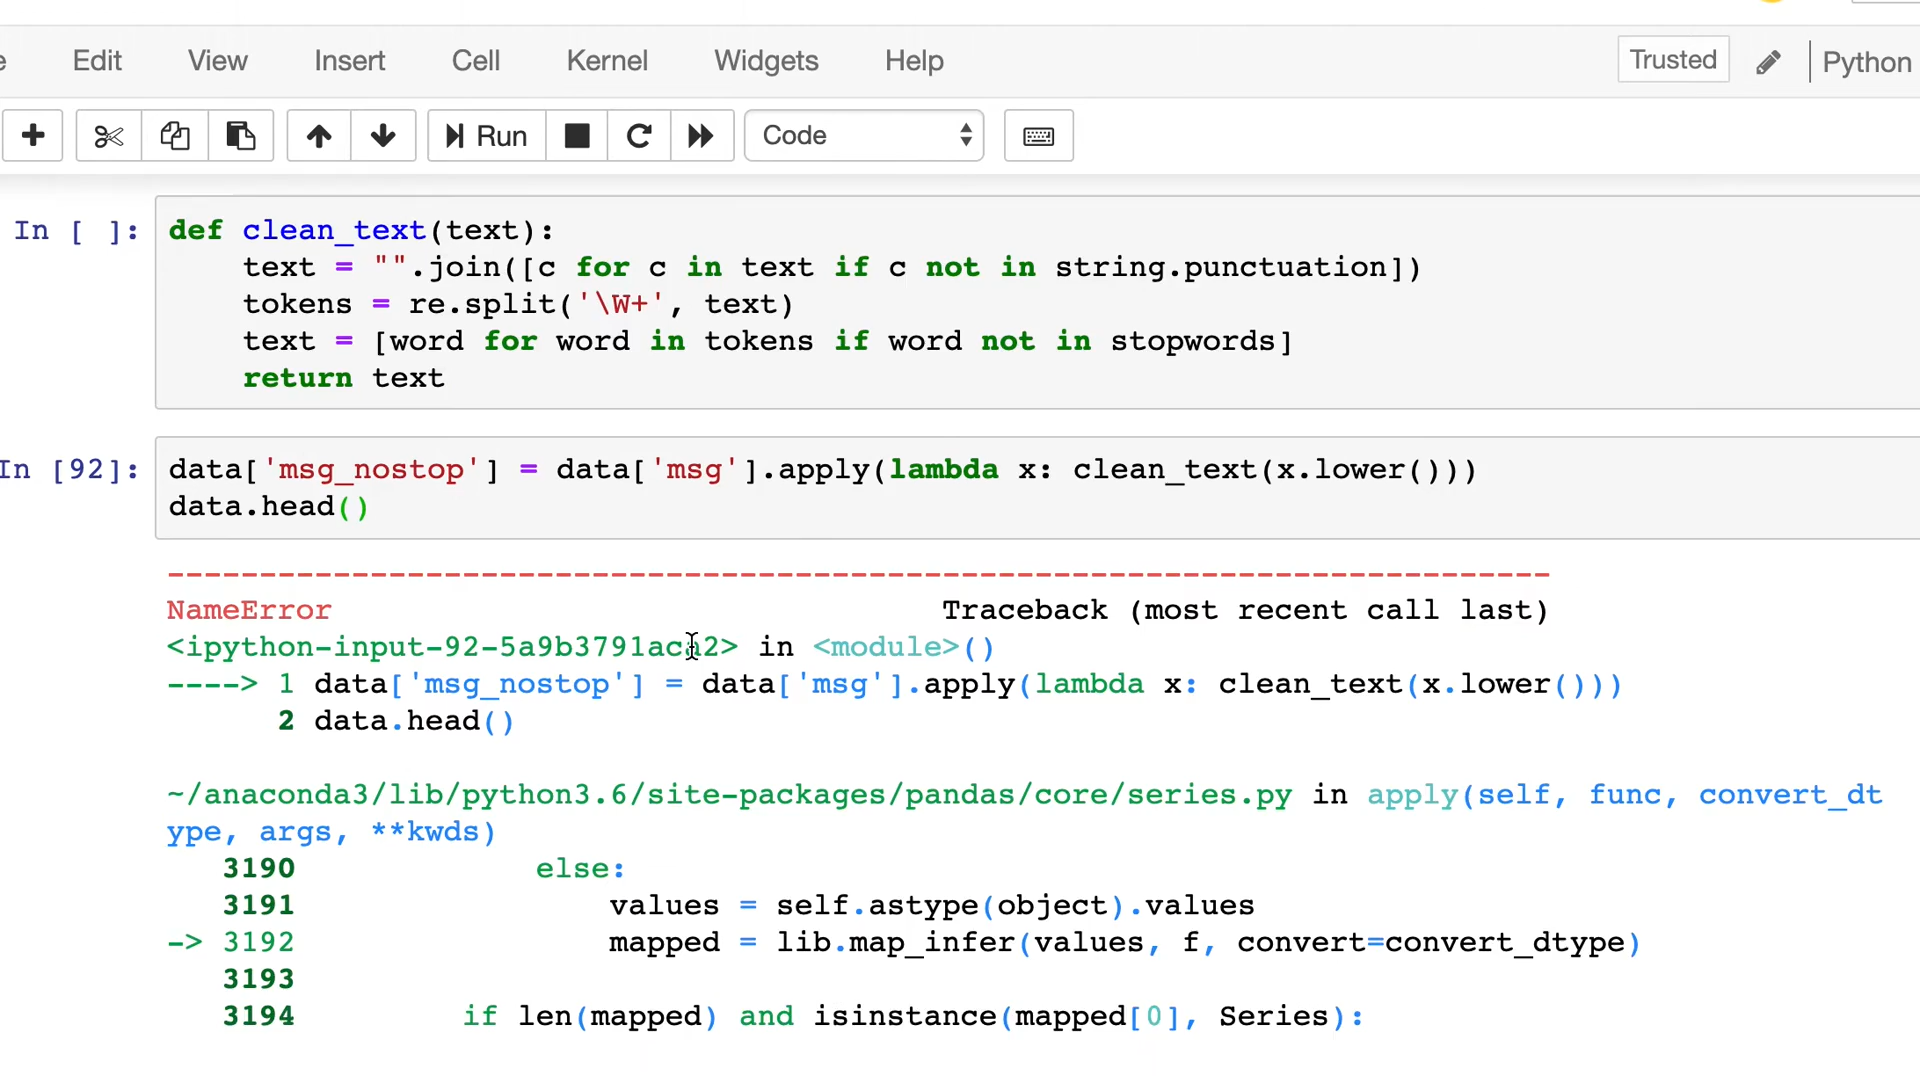 e Edit View Insert Cell Kernel Widgets Help Trusted Python
Run Code
In [ ]: def clean_text(text):
text = "".join([c for c in text if c not in string.punctuation])
tokens = re.split('\W+', text)
text = [word for word in tokens if word not in stopwords]
return text
In [92]: data['msg_nostop'] = data['msg'].apply(lambda x: clean_text(x.lower()))
data.head()
---------------------------------------------------------------------------
NameError Traceback (most recent call last)
<ipython-input-92-5a9b3791aca2> in <module>()
----> 1 data['msg_nostop'] = data['msg'].apply(lambda x: clean_text(x.lower()))
2 data.head()
~/anaconda3/lib/python3.6/site-packages/pandas/core/series.py in apply(self, func, convert_dt
ype, args, **kwds)
3190 else:
3191 values = self.astype(object).values
-> 3192 mapped = lib.map_infer(values, f, convert=convert_dtype)
3193
3194 if len(mapped) and isinstance(mapped[0], Series):